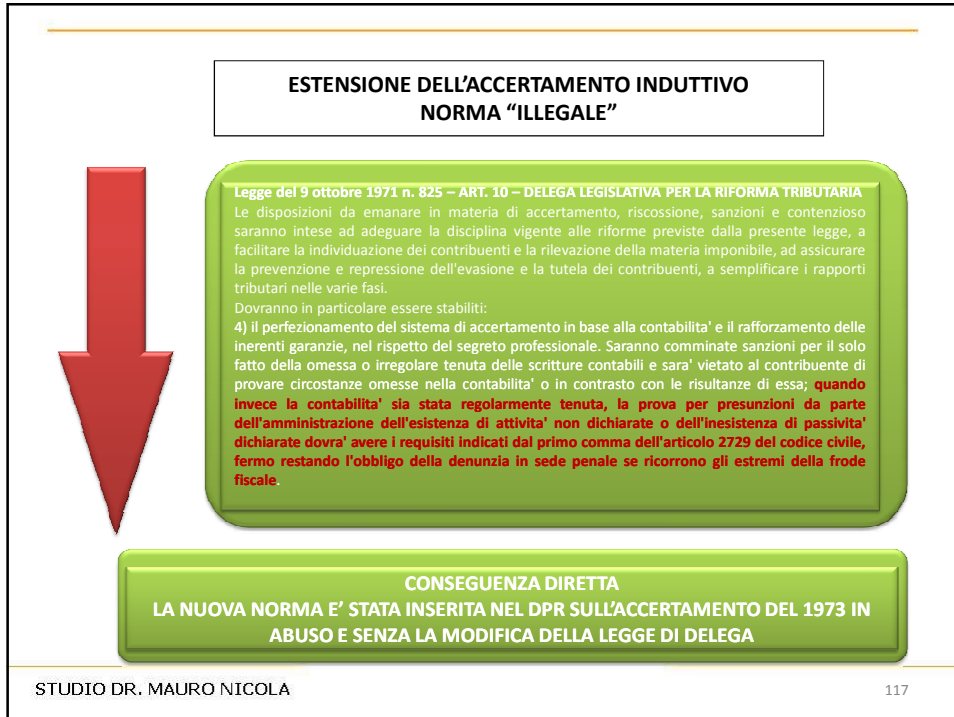 ESTENSIONE DELL’ACCERTAMENTO INDUTTIVO
NORMA “ILLEGALE”
Legge del 9 ottobre 1971 n. 825 – ART. 10 – DELEGA LEGISLATIVA PER LA RIFORMA TRIBUTARIA
Le disposizioni da emanare in materia di accertamento, riscossione, sanzioni e contenzioso
saranno intese ad adeguare la disciplina vigente alle riforme previste dalla presente legge, a
facilitare la individuazione dei contribuenti e la rilevazione della materia imponibile, ad assicurare
la prevenzione e repressione dell'evasione e la tutela dei contribuenti, a semplificare i rapporti
tributari nelle varie fasi.
Dovranno in particolare essere stabiliti:
4) il perfezionamento del sistema di accertamento in base alla contabilita' e il rafforzamento delle
inerenti garanzie, nel rispetto del segreto professionale. Saranno comminate sanzioni per il solo
fatto della omessa o irregolare tenuta delle scritture contabili e sara' vietato al contribuente di
provare circostanze omesse nella contabilita' o in contrasto con le risultanze di essa; quando
invece la contabilita' sia stata regolarmente tenuta, la prova per presunzioni da parte
dell'amministrazione dell'esistenza di attivita' non dichiarate o dell'inesistenza di passivita'
dichiarate dovra' avere i requisiti indicati dal primo comma dell'articolo 2729 del codice civile,
fermo restando l'obbligo della denunzia in sede penale se ricorrono gli estremi della frode
fiscale.
CONSEGUENZA DIRETTA
LA NUOVA NORMA E’ STATA INSERITA NEL DPR SULL’ACCERTAMENTO DEL 1973 IN
ABUSO E SENZA LA MODIFICA DELLA LEGGE DI DELEGA
STUDIO DR. MAURO NICOLA
117